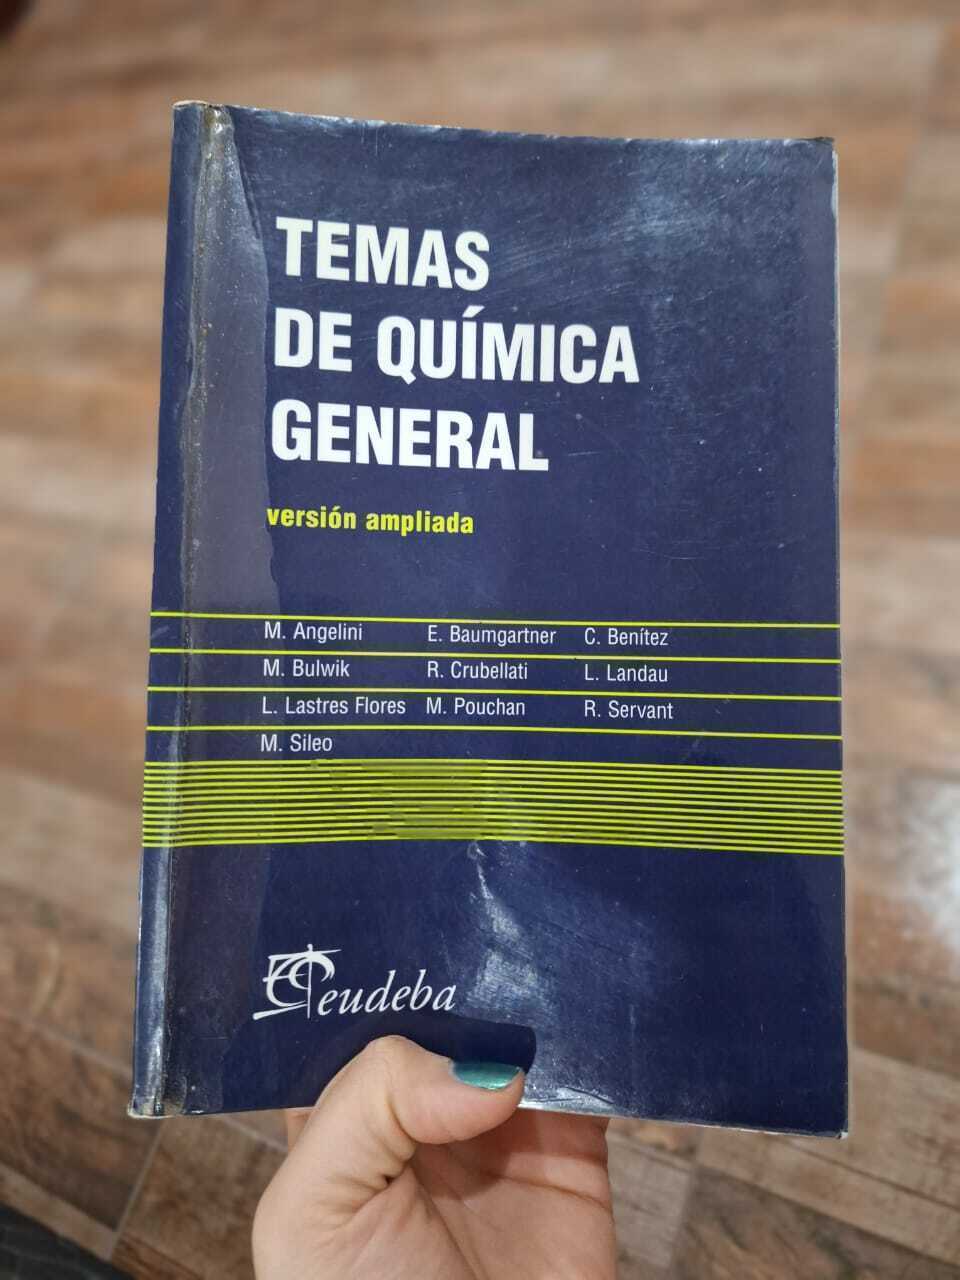 TEMAS
DE QUÍMICA
GENERAL
versión ampliada
M. Angelini E. Baumgartner C. Benítez
M. Bulwik R. Crubellati L. Landau
L. Lastres Flores M. Pouchan R. Servant
M. Sileo
eudeba